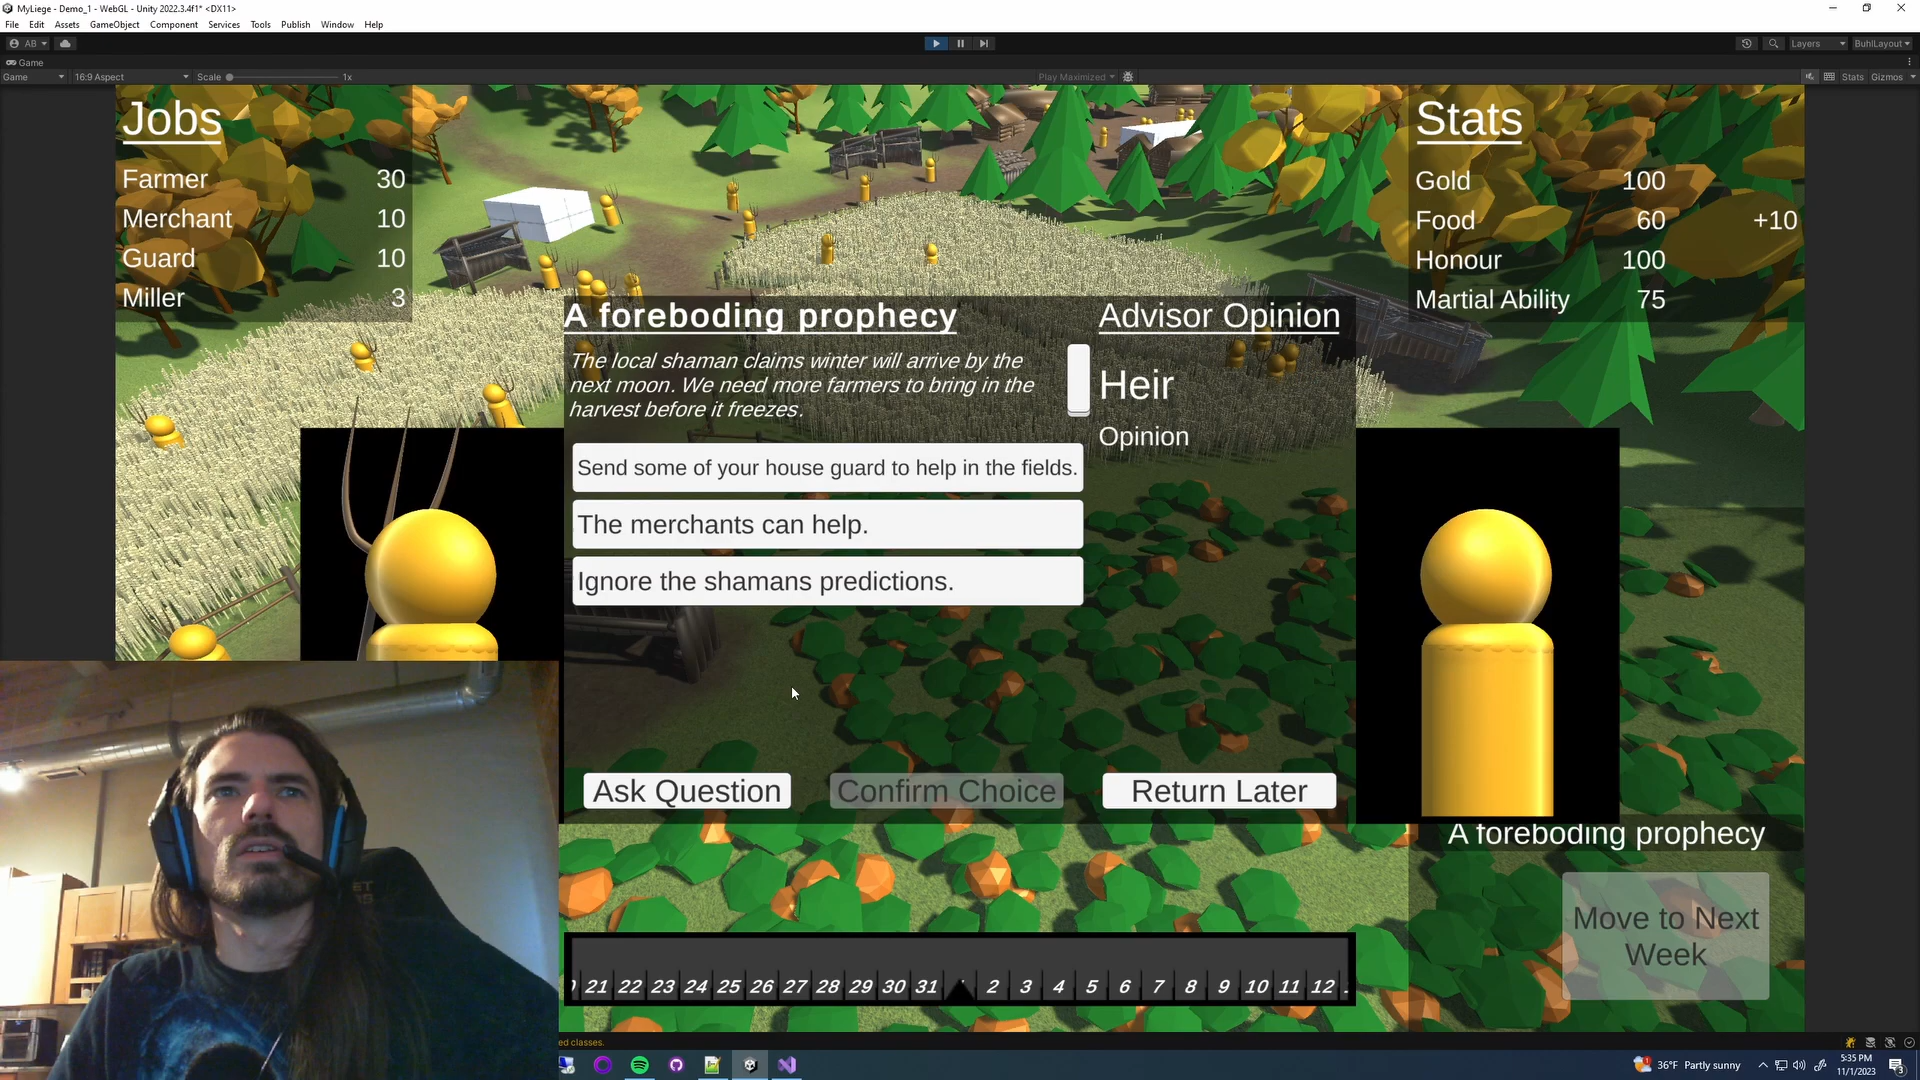 MyLiege - Demo_1 - WebGL - Unity 2022.3.4f1* <DX11>
File Edit Assets GameObject Component Services Tools Publish Window Help
AB Layers BuhlLayout
Game
Game 16:9 Aspect Scale 1x Play Maximized Stats Gizmos
Jobs
Farmer 30
Merchant 10
Guard 10
Miller 3
Stats
Gold 100
Food 60 +10
Honour 100
Martial Ability 75
A foreboding prophecy
The local shaman claims winter will arrive by the
next moon. We need more farmers to bring in the
harvest before it freezes.
Send some of your house guard to help in the fields.
The merchants can help.
Ignore the shamans predictions.
Advisor Opinion
Heir
Opinion
Ask Question Confirm Choice Return Later
A foreboding prophecy
Move to Next
Week
21 22 23 24 25 26 27 28 29 30 31 2 3 4 5 6 7 8 9 10 11 12
ed classes.
36°F Partly sunny
5:35 PM
11/1/2023
3